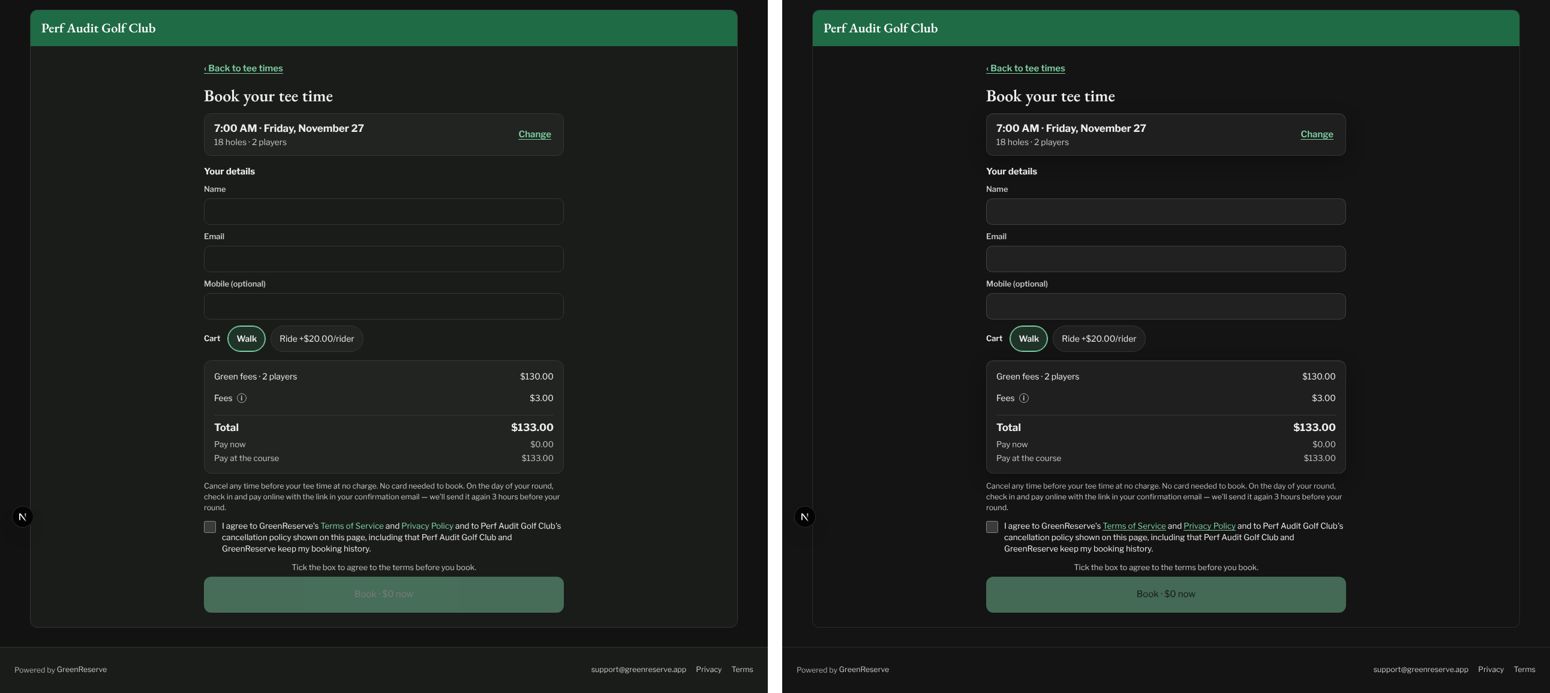 Perf Audit Golf Club
‹ Back to tee times
Book your tee time
7:00 AM · Friday, November 27
18 holes · 2 players
Change
Your details
Name
Email
Mobile (optional)
Cart
Walk
Ride +$20.00/rider
Green fees · 2 players
$130.00
Fees
$3.00
Total
$133.00
Pay now
$0.00
Pay at the course
$133.00
Cancel any time before your tee time at no charge. No card needed to book. On the day of your round,
check in and pay online with the link in your confirmation email — we'll send it again 3 hours before your
round.
N
I agree to GreenReserve's Terms of Service and Privacy Policy and to Perf Audit Golf Club's
cancellation policy shown on this page, including that Perf Audit Golf Club and
GreenReserve keep my booking history.
Tick the box to agree to the terms before you book.
Book · $0 now
Powered by GreenReserve
support@greenreserve.app
Privacy
Terms
Perf Audit Golf Club
‹ Back to tee times
Book your tee time
7:00 AM · Friday, November 27
18 holes · 2 players
Change
Your details
Name
Email
Mobile (optional)
Cart
Walk
Ride +$20.00/rider
Green fees · 2 players
$130.00
Fees
$3.00
Total
$133.00
Pay now
$0.00
Pay at the course
$133.00
Cancel any time before your tee time at no charge. No card needed to book. On the day of your round,
check in and pay online with the link in your confirmation email — we'll send it again 3 hours before your
round.
N
I agree to GreenReserve's Terms of Service and Privacy Policy and to Perf Audit Golf Club's
cancellation policy shown on this page, including that Perf Audit Golf Club and
GreenReserve keep my booking history.
Tick the box to agree to the terms before you book.
Book · $0 now
Powered by GreenReserve
support@greenreserve.app
Privacy
Terms